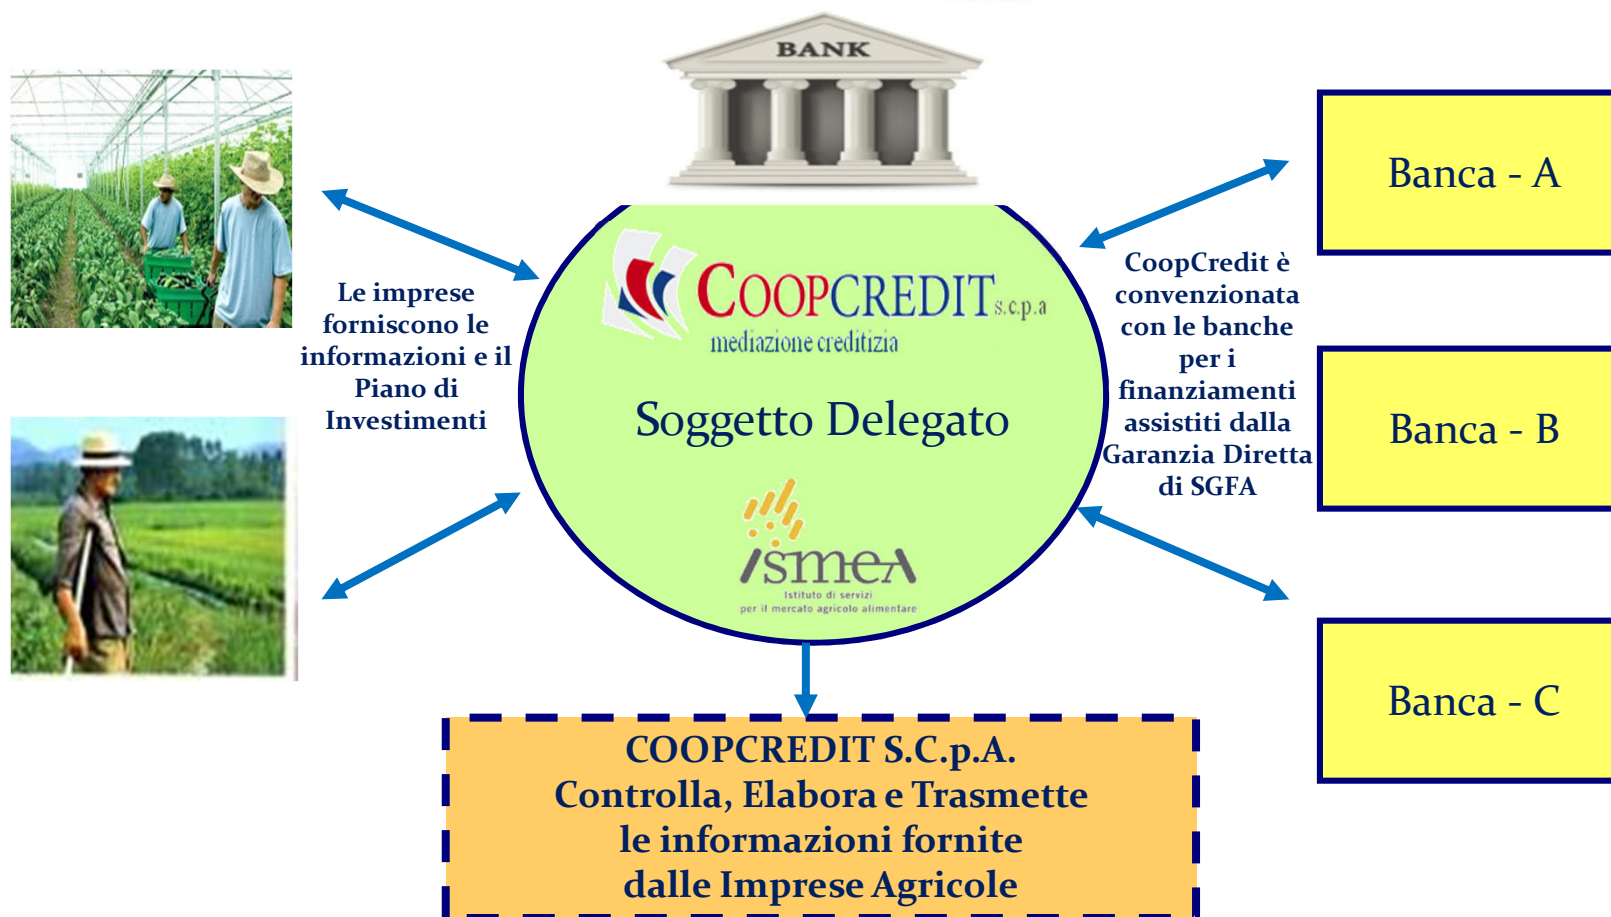 BANK
Le imprese
forniscono le
informazioni e il
Piano di
Investimenti
COOPCREDIT s.c.p.a
mediazione creditizia
Soggetto Delegato
ismeA
Istituto di servizi
per il mercato agricolo alimentare
CoopCredit è
convenzionata
con le banche
per i
finanziamenti
assistiti dalla
Garanzia Diretta
di SGFA
Banca - A
Banca - B
Banca - C
COOPCREDIT S.C.p.A.
Controlla, Elabora e Trasmette
le informazioni fornite
dalle Imprese Agricole